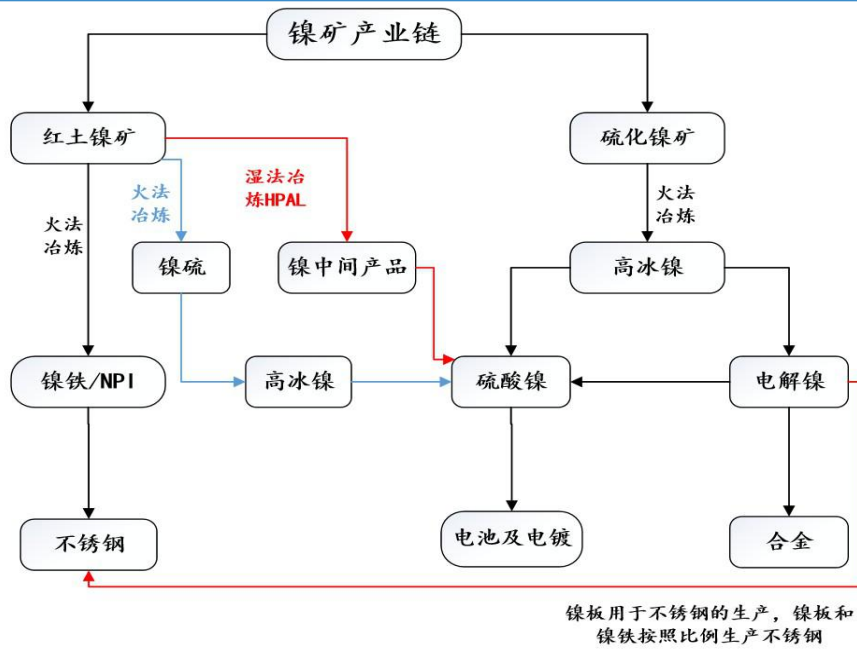 镍矿产业链
红土镍矿
硫化镍矿
火法
冶炼
火法
冶炼
湿法冶
炼HPAL
火法
冶炼
镍硫
镍中间产品
高冰镍
镍铁/NPI
高冰镍
硫酸镍
电解镍
不锈钢
电池及电镀
合金
镍板用于不锈钢的生产，镍板和
镍铁按照比例生产不锈钢